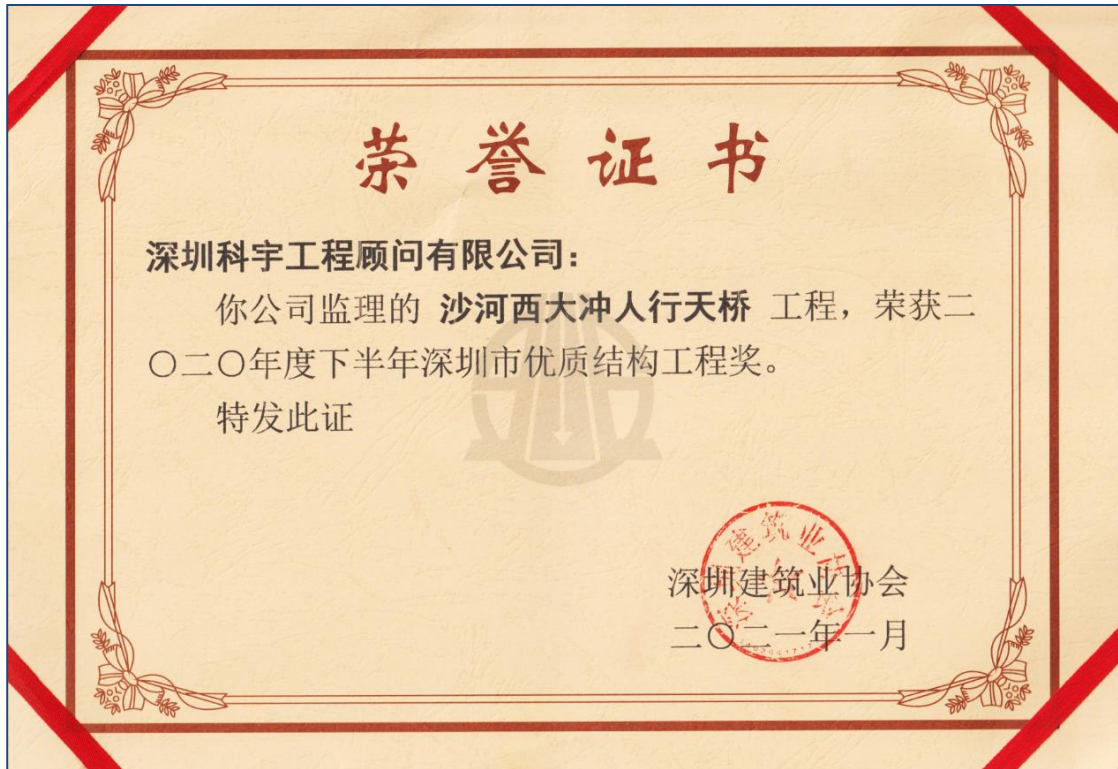 荣誉证书
深圳科宇工程顾问有限公司：
你公司监理的 沙河西大冲人行天桥 工程，荣获二
〇二〇年度下半年深圳市优质结构工程奖。
特发此证
深圳建筑业协会
二〇二一年一月